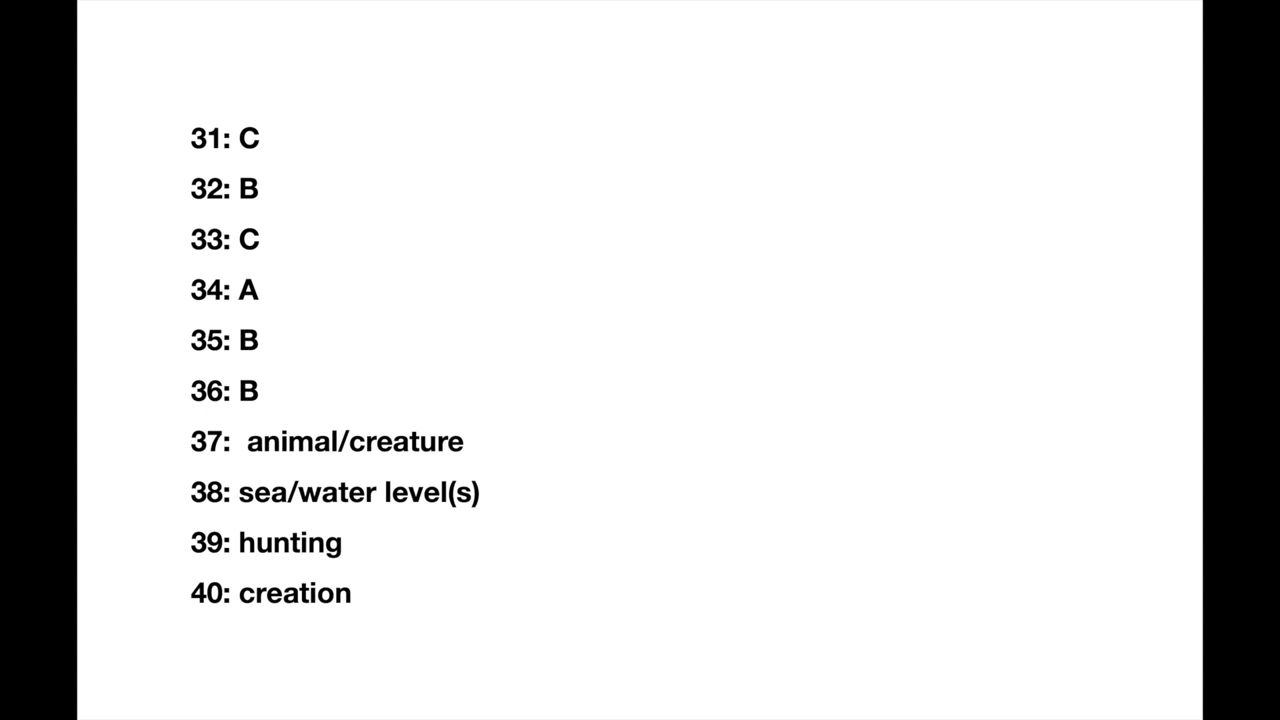 31: C
32: B
33: C
34: A
35: B
36: B
37: animal/creature
38: sea/water level(s)
39: hunting
40: creation